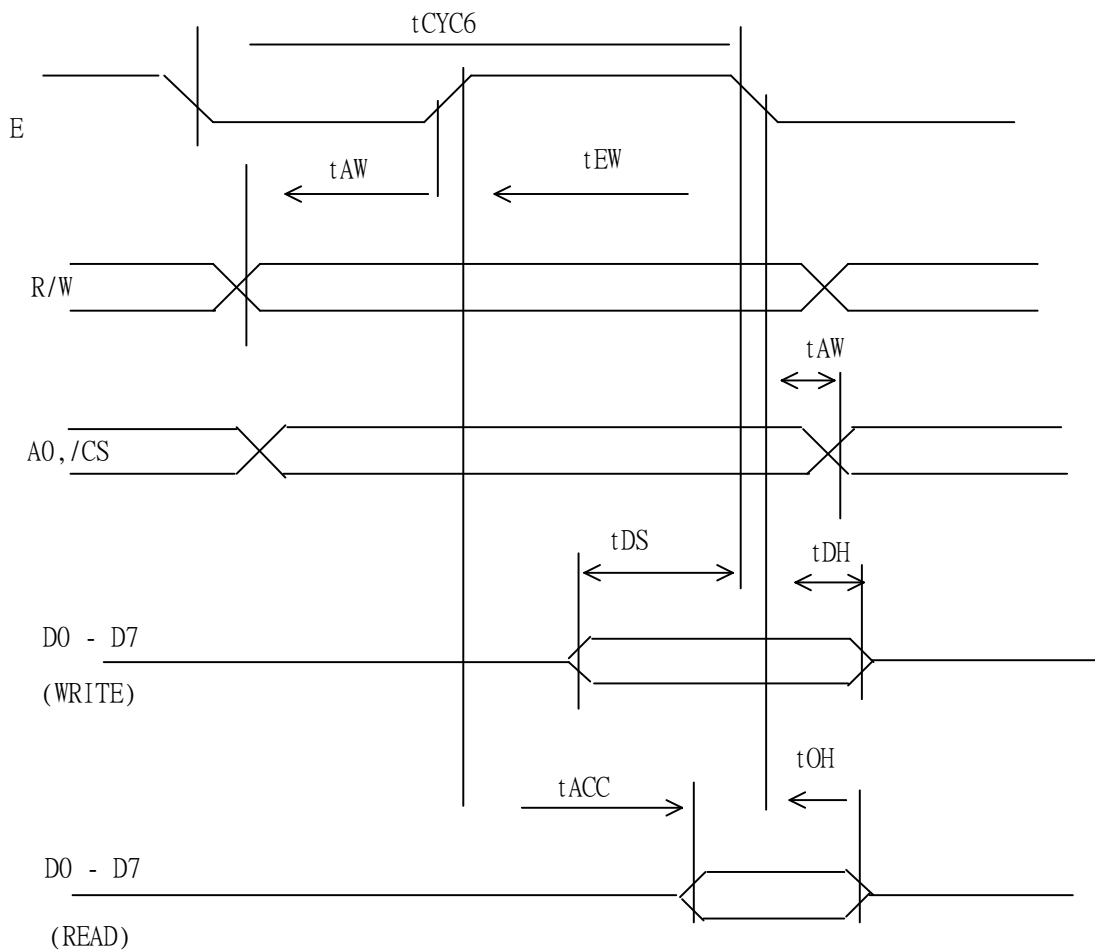 tCYC6
E
tAW
tEW
R/W
tAW
A0,/CS
tDS
tDH
D0 - D7
(WRITE)
tOH
tACC
D0 - D7
(READ)